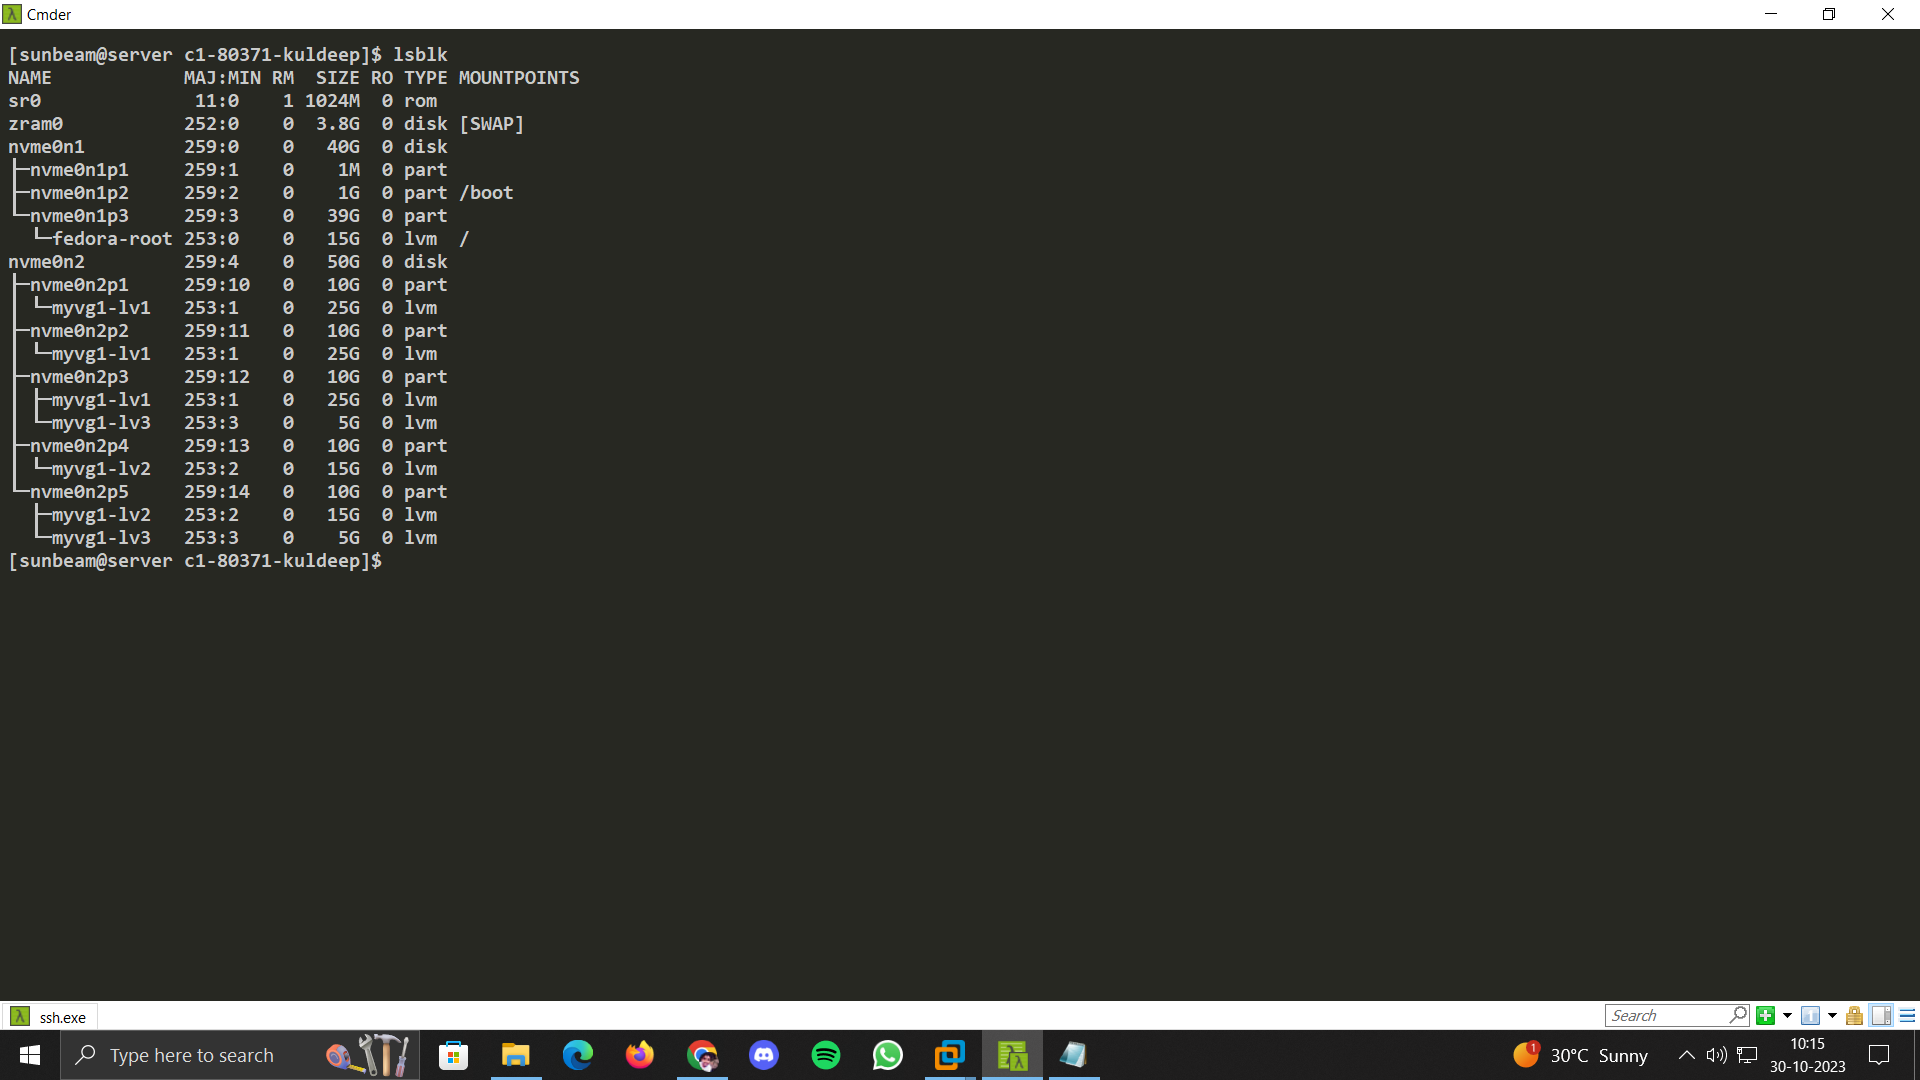 Cmder
[sunbeam@server c1-80371-kuldeep]$ lsblk
NAME            MAJ:MIN RM  SIZE RO TYPE MOUNTPOINTS
sr0              11:0    1 1024M  0 rom
zram0           252:0    0  3.8G  0 disk [SWAP]
nvme0n1         259:0    0   40G  0 disk
├─nvme0n1p1     259:1    0    1M  0 part
├─nvme0n1p2     259:2    0    1G  0 part /boot
└─nvme0n1p3     259:3    0   39G  0 part
  └─fedora-root 253:0    0   15G  0 lvm  /
nvme0n2         259:4    0   50G  0 disk
├─nvme0n2p1     259:10   0   10G  0 part
│ └─myvg1-lv1   253:1    0   25G  0 lvm
├─nvme0n2p2     259:11   0   10G  0 part
│ └─myvg1-lv1   253:1    0   25G  0 lvm
├─nvme0n2p3     259:12   0   10G  0 part
│ ├─myvg1-lv1   253:1    0   25G  0 lvm
│ └─myvg1-lv3   253:3    0    5G  0 lvm
├─nvme0n2p4     259:13   0   10G  0 part
│ └─myvg1-lv2   253:2    0   15G  0 lvm
└─nvme0n2p5     259:14   0   10G  0 part
  ├─myvg1-lv2   253:2    0   15G  0 lvm
  └─myvg1-lv3   253:3    0    5G  0 lvm
[sunbeam@server c1-80371-kuldeep]$
ssh.exe
Search
Type here to search
1
30°C Sunny
10:15
30-10-2023